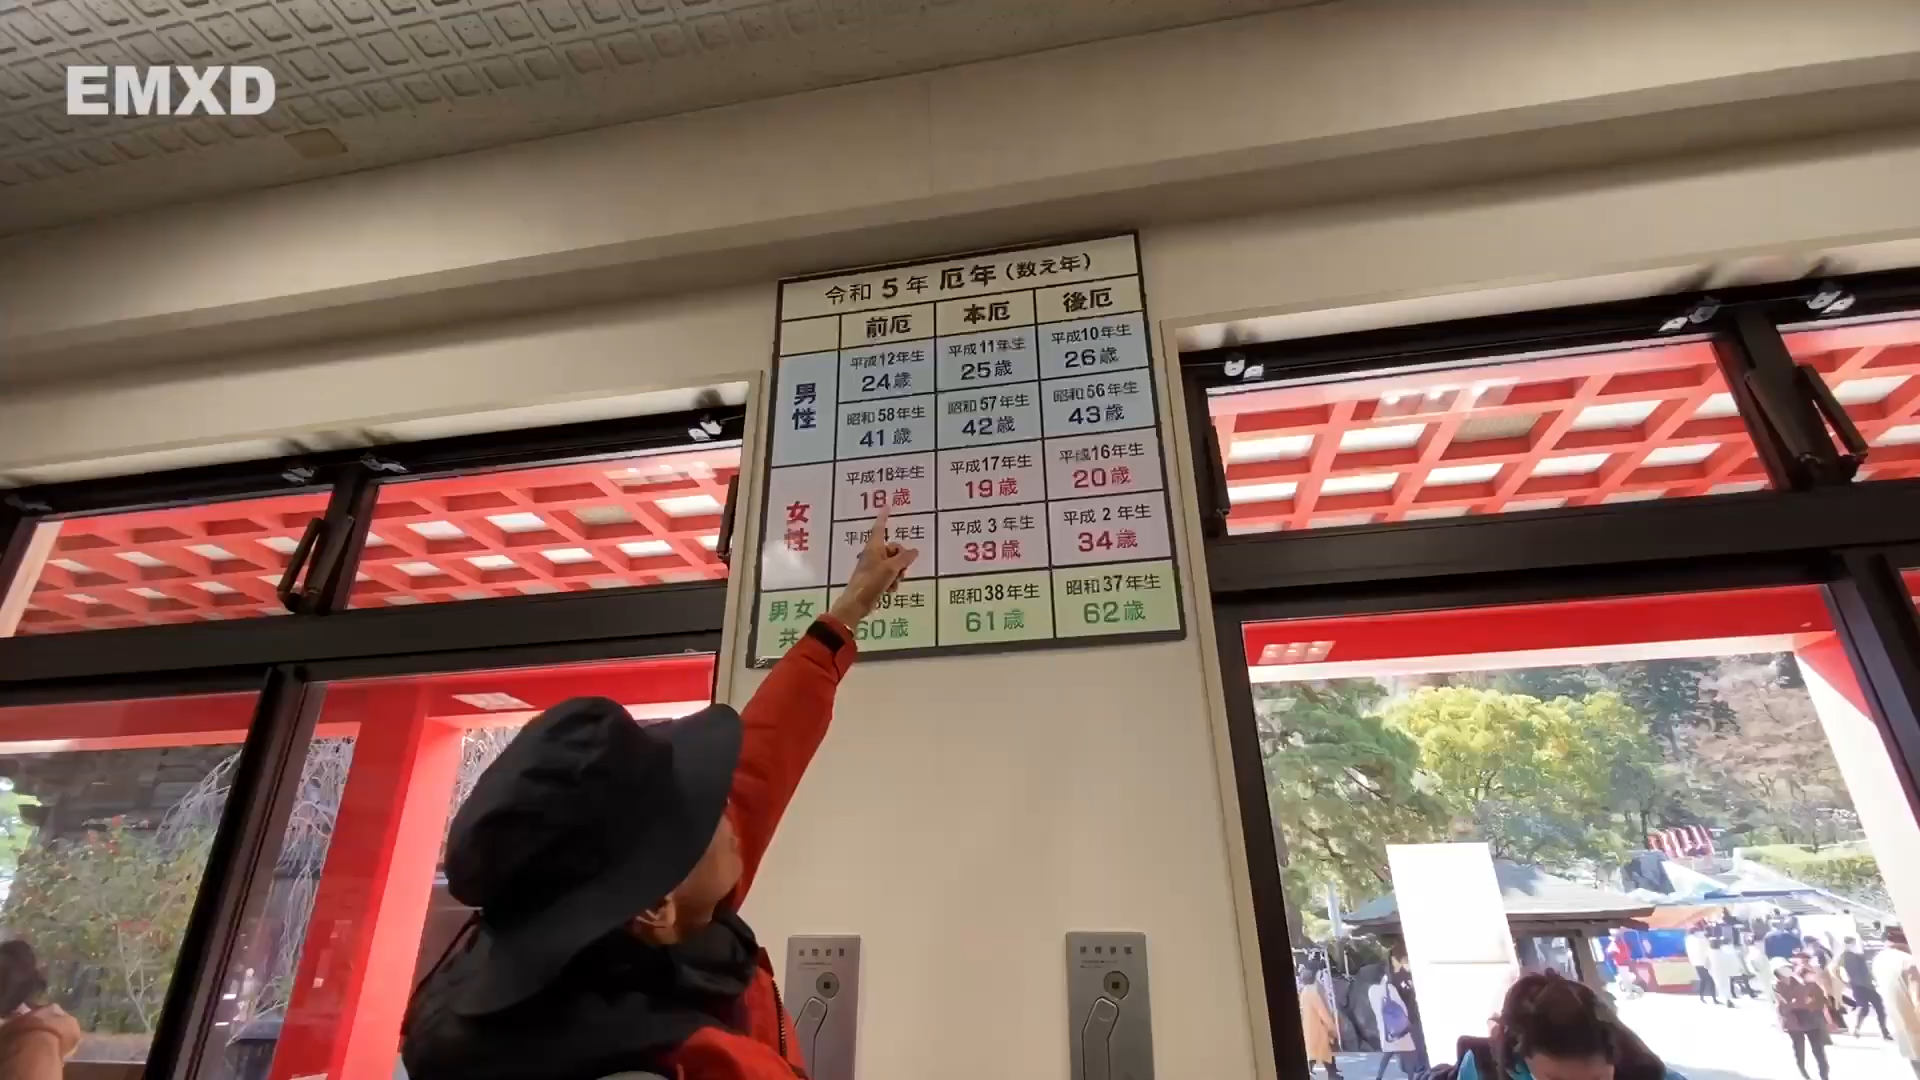 EMXD
令和5年 厄年(数え年)
前厄 本厄 後厄
男性
平成12年生 平成11年生 平成10年生
24歳 25歳 26歳
昭和58年生 昭和57年生 昭和56年生
41歳 42歳 43歳
女性
平成18年生 平成17年生 平成16年生
18歳 19歳 20歳
平成4年生 平成3年生 平成2年生
33歳 34歳
男女
共
39年生 昭和38年生 昭和37年生
60歳 61歳 62歳